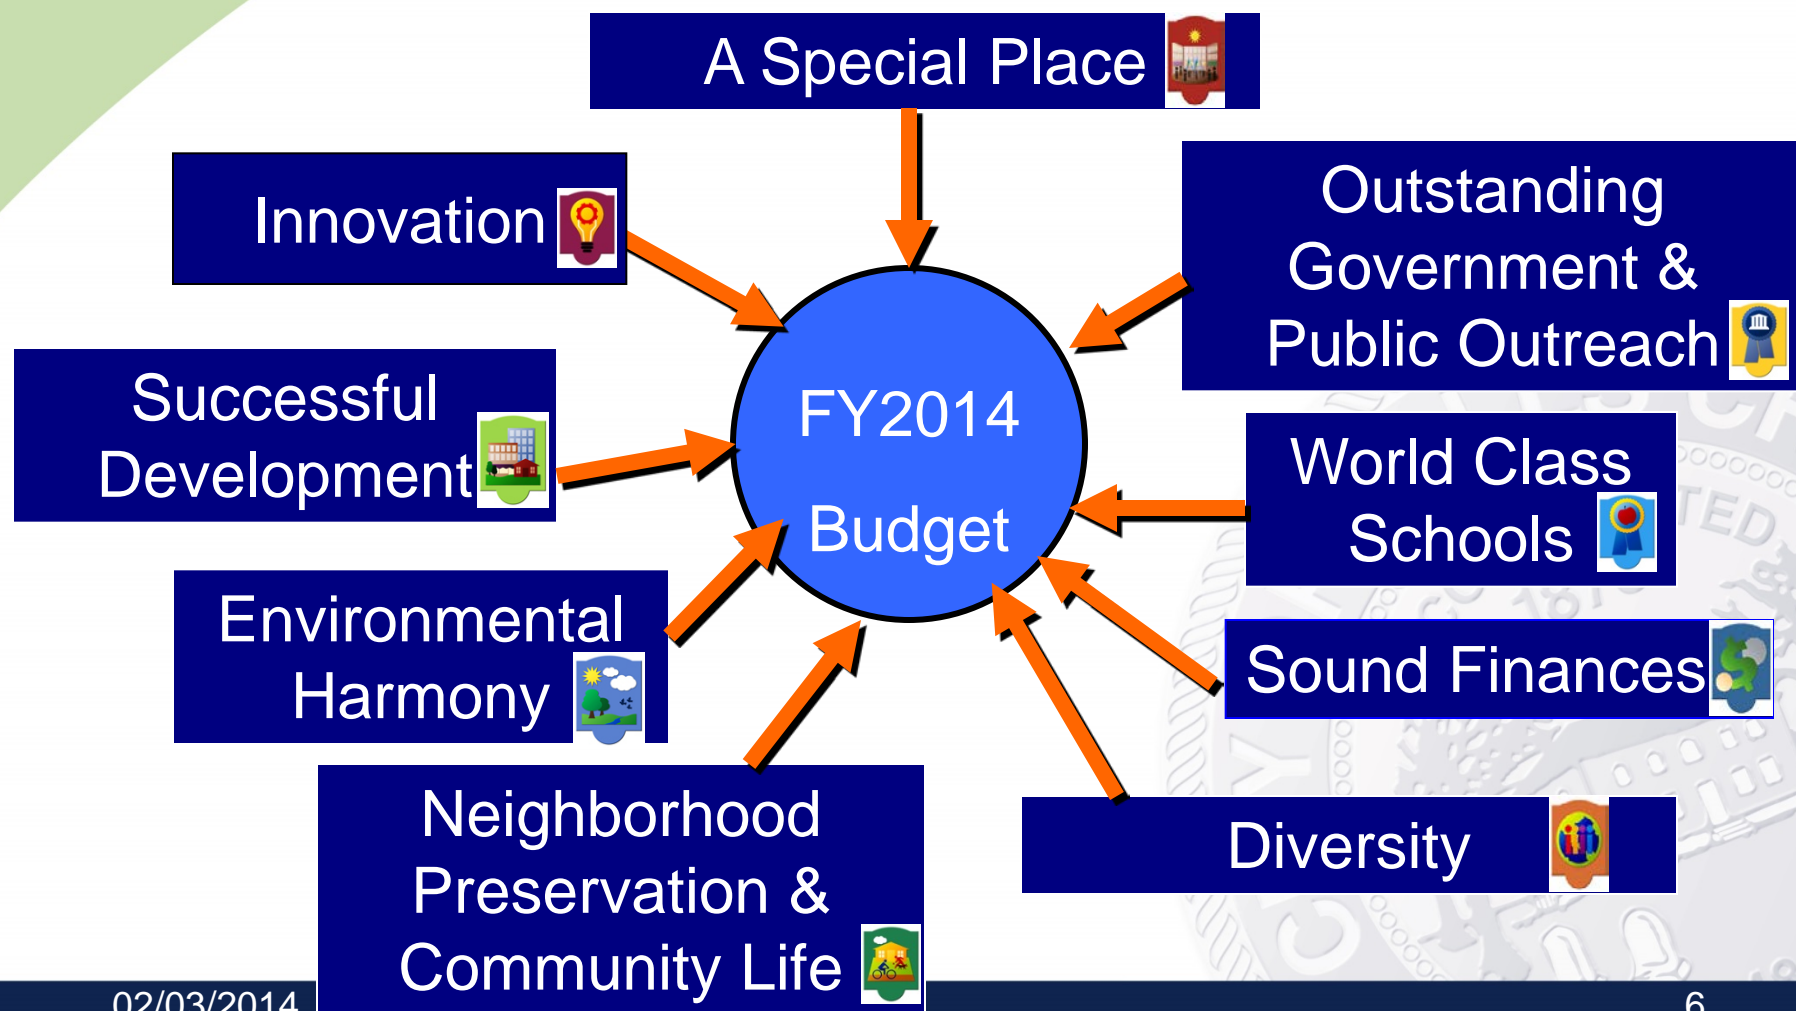 A Special Place
Innovation
Outstanding
Government &
Public Outreach
Successful
Development
FY2014
Budget
World Class
Schools
Environmental
Harmony
Sound Finances
Neighborhood
Preservation &
Community Life
Diversity
02/03/2014
6